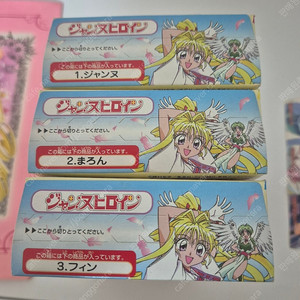 ジャンヌヒロイン
▶▶ここから切りとってください。
この箱には下の商品が入っています。
1.ジャンヌ
ジャンヌヒロイン
▶▶ここから切りとってください。
この箱には下の商品が入っています。
2.まろん
ジャンヌヒロイン
▶▶ここから切りとってください。
この箱には下の商品が入っています。
3.フィン